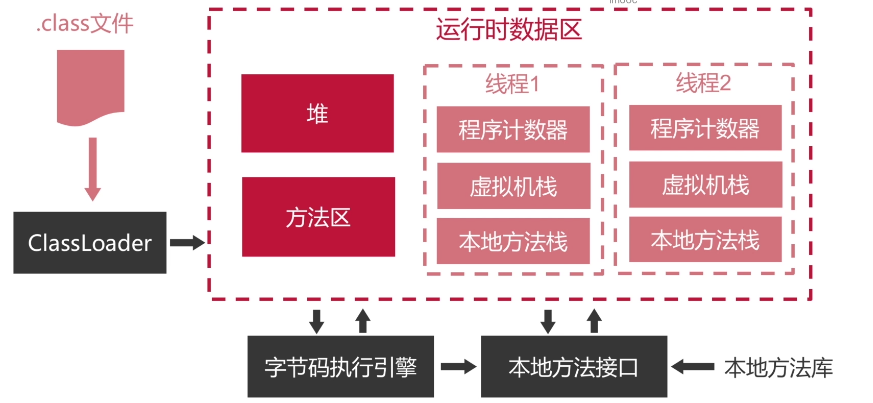 .class文件
运行时数据区
堆
方法区
线程1
程序计数器
虚拟机栈
本地方法栈
线程2
程序计数器
虚拟机栈
本地方法栈
ClassLoader
字节码执行引擎
本地方法接口
本地方法库